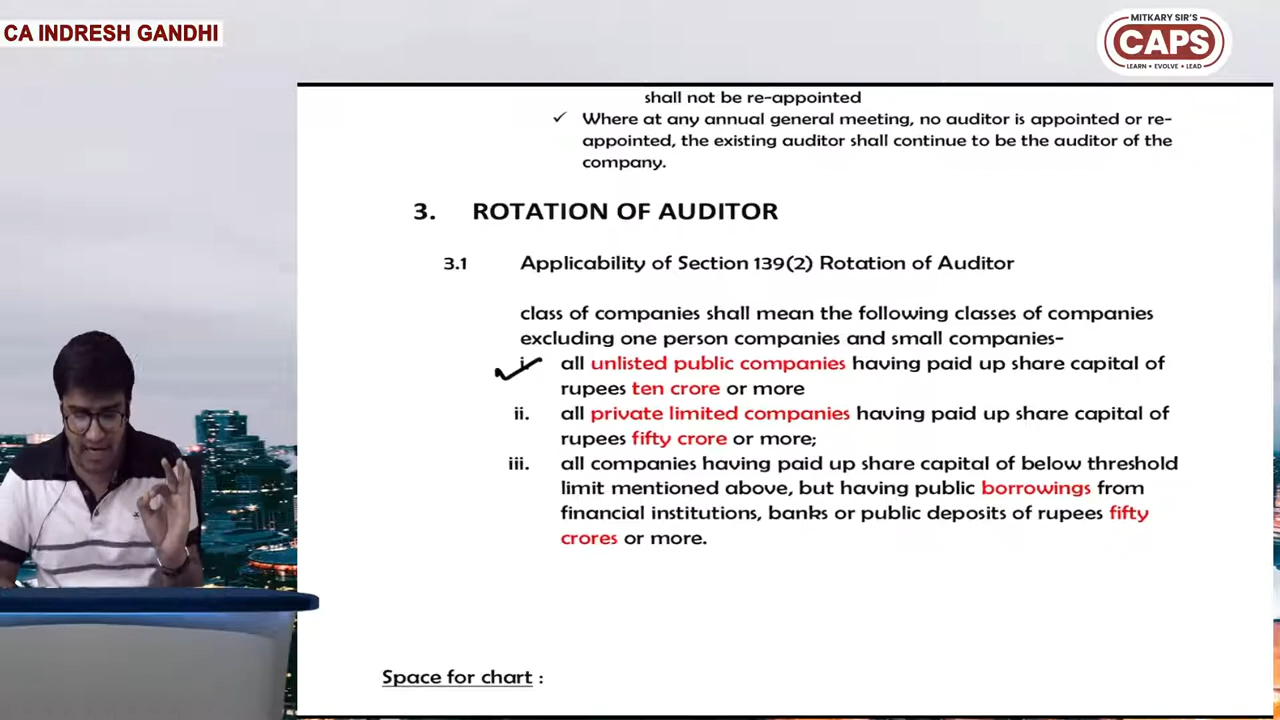 CA INDRESH GANDHI
MITKARY SIR'S
CAPS
LEARN • EVOLVE • LEAD
shall not be re-appointed
✓ Where at any annual general meeting, no auditor is appointed or re-
appointed, the existing auditor shall continue to be the auditor of the
company.
3. ROTATION OF AUDITOR
3.1 Applicability of Section 139(2) Rotation of Auditor
class of companies shall mean the following classes of companies
excluding one person companies and small companies-
i. all unlisted public companies having paid up share capital of
rupees ten crore or more
ii. all private limited companies having paid up share capital of
rupees fifty crore or more;
iii. all companies having paid up share capital of below threshold
limit mentioned above, but having public borrowings from
financial institutions, banks or public deposits of rupees fifty
crores or more.
Space for chart :